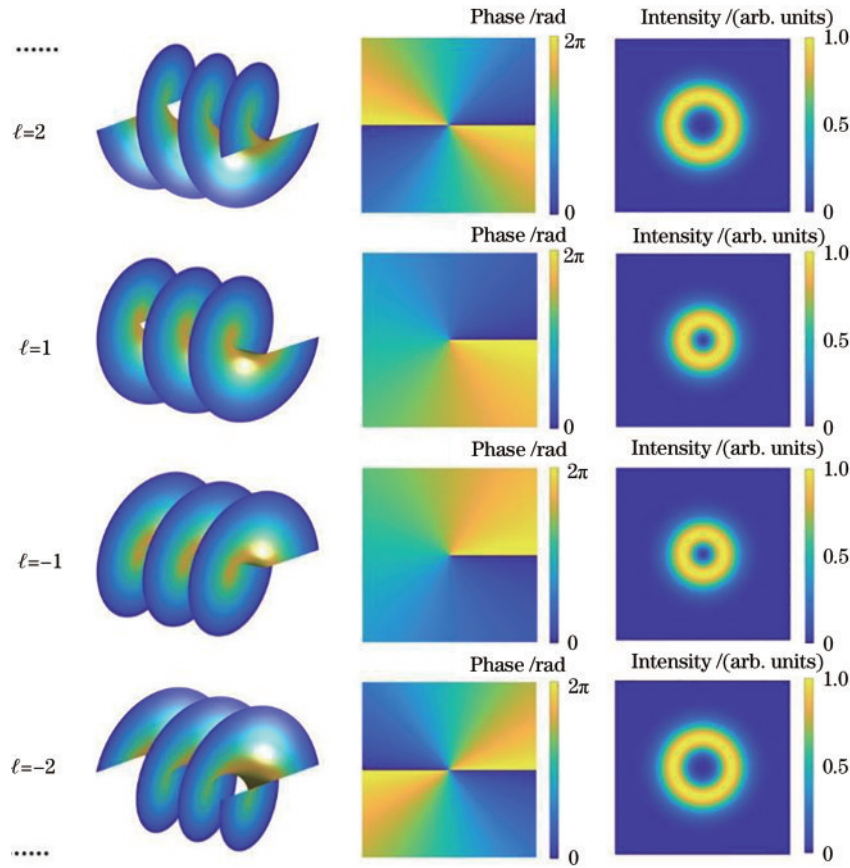 Phase /rad
Intensity /(arb. units)
......
2π
1.0
ℓ=2
0.5
0
0
Phase /rad
Intensity /(arb. units)
2π
1.0
ℓ=1
0.5
0
0
Phase /rad
Intensity /(arb. units)
2π
1.0
ℓ=−1
0.5
0
0
Phase /rad
Intensity /(arb. units)
2π
1.0
ℓ=−2
0.5
0
0
.....